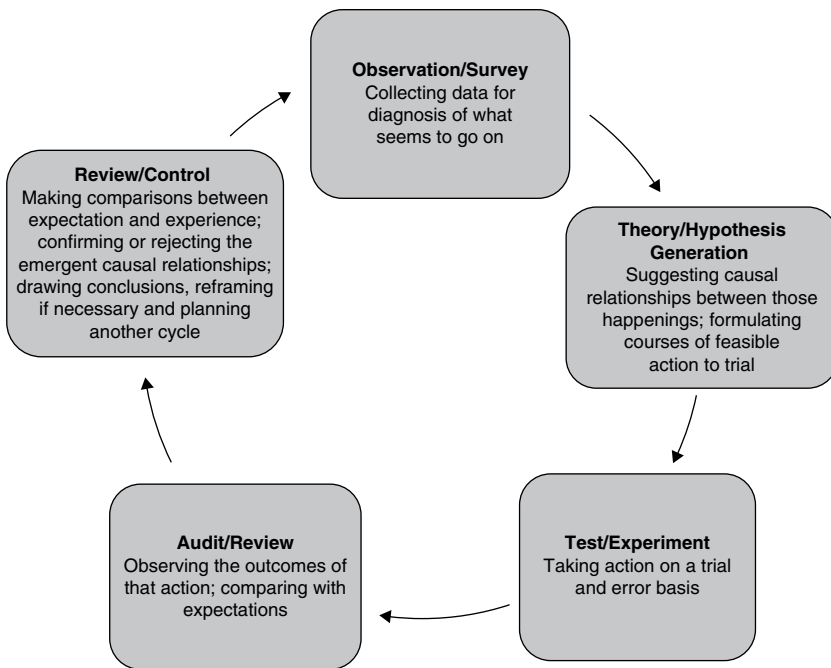 Observation/Survey
Collecting data for
diagnosis of what
seems to go on
Theory/Hypothesis
Generation
Suggesting causal
relationships between those
happenings; formulating
courses of feasible
action to trial
Test/Experiment
Taking action on a trial
and error basis
Audit/Review
Observing the outcomes of
that action; comparing with
expectations
Review/Control
Making comparisons between
expectation and experience;
confirming or rejecting the
emergent causal relationships;
drawing conclusions, reframing
if necessary and planning
another cycle